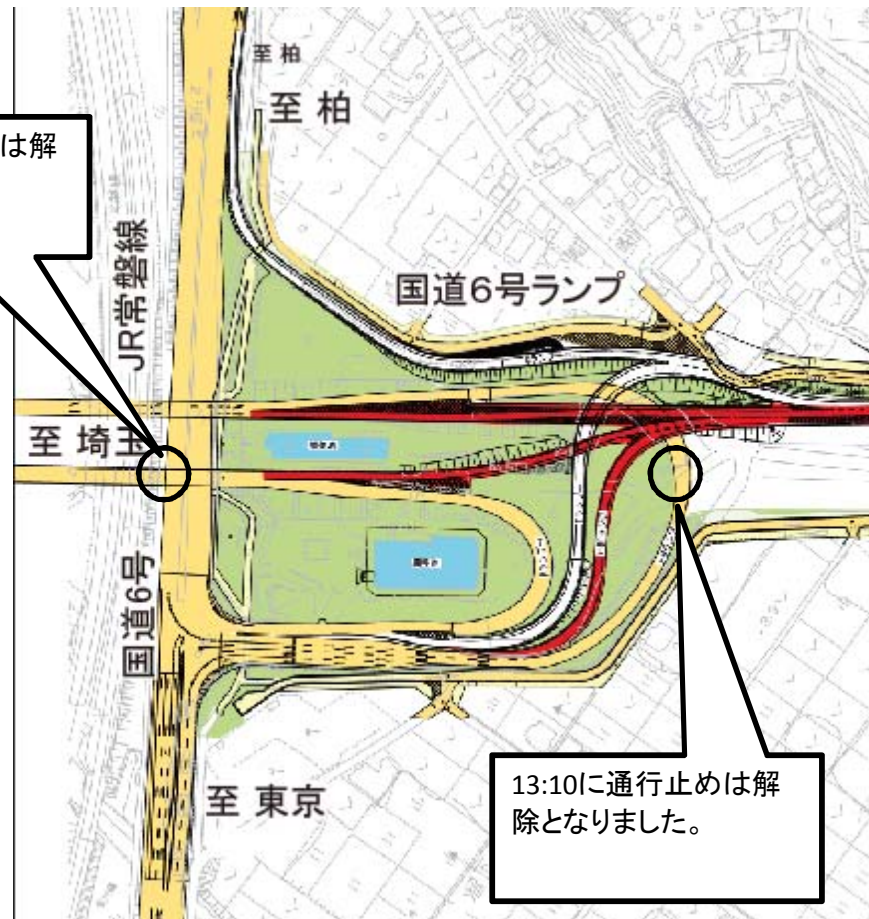 至 柏
至 柏
は解
JR常磐線
国道6号ランプ
至 埼玉
国道6号
至 東京
13:10に通行止めは解
除となりました。